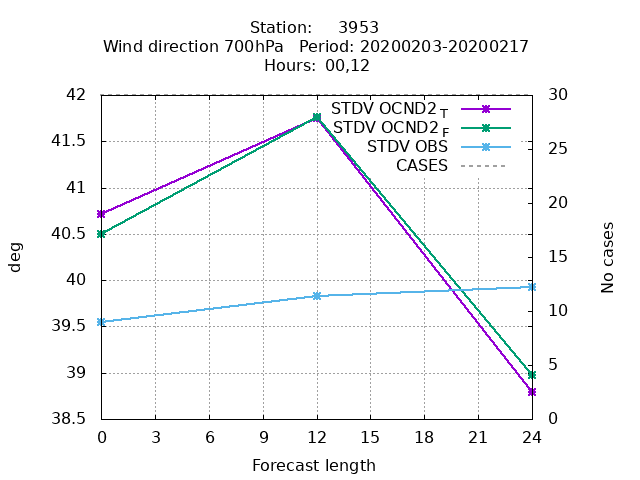 Station: 3953
Wind direction 700hPa Period: 20200203-20200217
Hours: 00,12
42 30
STDV OCND2 T
STDV OCND2 F
41.5 STDV OBS 25
CASES
41 20
40.5
deg 40 15 No cases
39.5 10
39 5
38.5 0
0 3 6 9 12 15 18 21 24
Forecast length